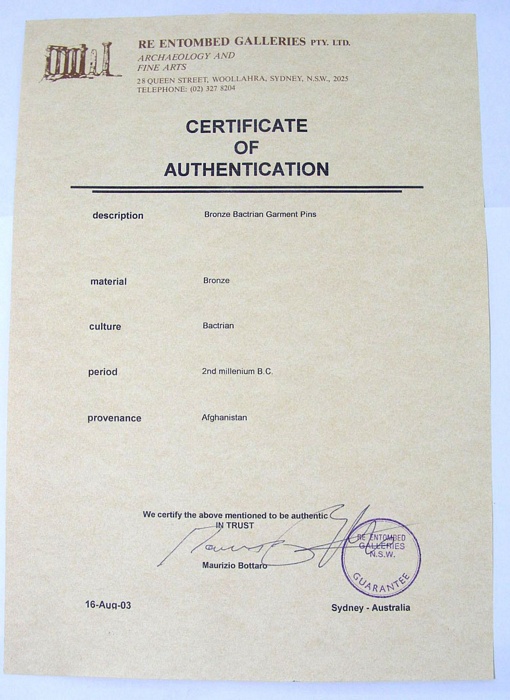 RE ENTOMBED GALLERIES PTY. LTD.
ARCHAEOLOGY AND
FINE ARTS
28 QUEEN STREET, WOOLLAHRA, SYDNEY, N.S.W., 2025
TELEPHONE: (02) 327 8204
CERTIFICATE
OF
AUTHENTICATION
description Bronze Bactrian Garment Pins
material Bronze
culture Bactrian
period 2nd millenium B.C.
provenance Afghanistan
We certify the above mentioned to be authentic
IN TRUST
Maurizio Bottaro
RE ENTOMBED
GALLERIES
N.S.W.
GUARANTEE
16-Aug-03 Sydney - Australia